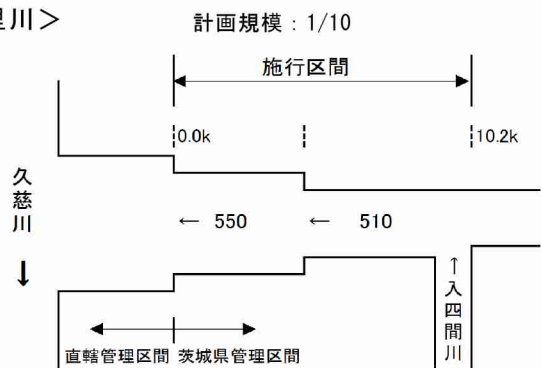 里川＞
計画規模：1/10
施行区間
0.0k
10.2k
久慈川
↓
← 550
← 510
↑入四間川
直轄管理区間
茨城県管理区間